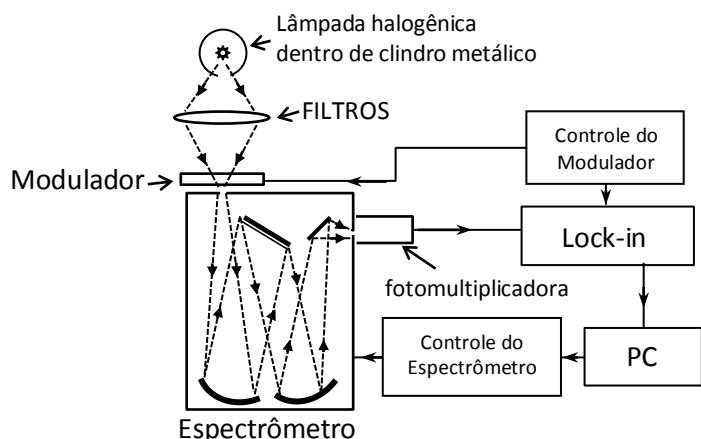 Lâmpada halogênica
dentro de clindro metálico
FILTROS
Controle do
Modulador
Modulador
Lock-in
fotomultiplicadora
Controle do
Espectrômetro
PC
Espectrômetro